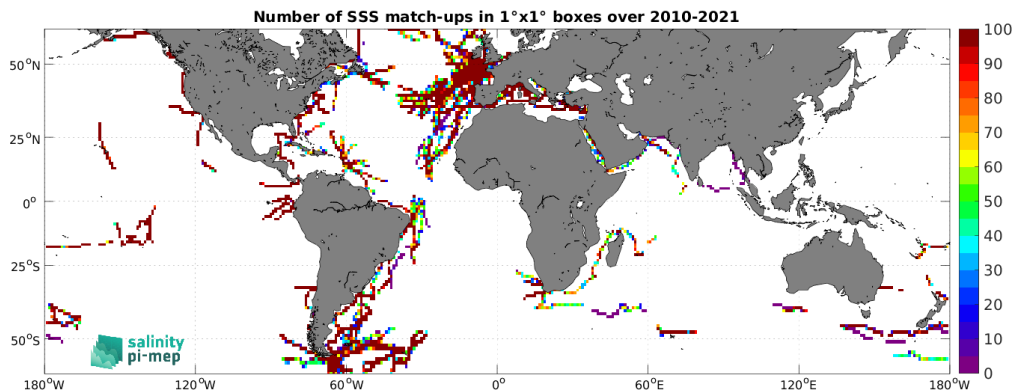 Number of SSS match-ups in 1°x1° boxes over 2010-2021
50°N
25°N
0°
25°S
50°S
180°W
120°W
60°W
0°
60°E
120°E
180°W
100
90
80
70
60
50
40
30
20
10
0
salinity
pi-mep